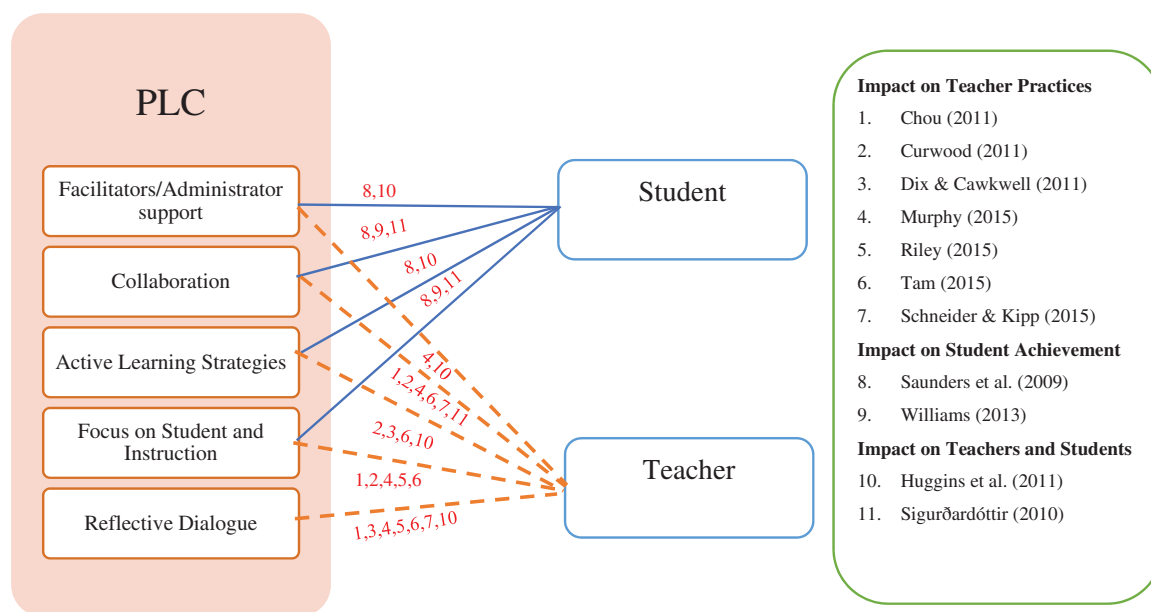 PLC
Facilitators/Administrator
support
Collaboration
Active Learning Strategies
Focus on Student and
Instruction
Reflective Dialogue
8,10
8,9,11
8,10
8,9,11
4,10
1,2,4,6,7,11
2,3,6,10
1,2,4,5,6
1,3,4,5,6,7,10
Student
Teacher
Impact on Teacher Practices
1. Chou (2011)
2. Curwood (2011)
3. Dix & Cawkwell (2011)
4. Murphy (2015)
5. Riley (2015)
6. Tam (2015)
7. Schneider & Kipp (2015)
Impact on Student Achievement
8. Saunders et al. (2009)
9. Williams (2013)
Impact on Teachers and Students
10. Huggins et al. (2011)
11. Sigurðardóttir (2010)